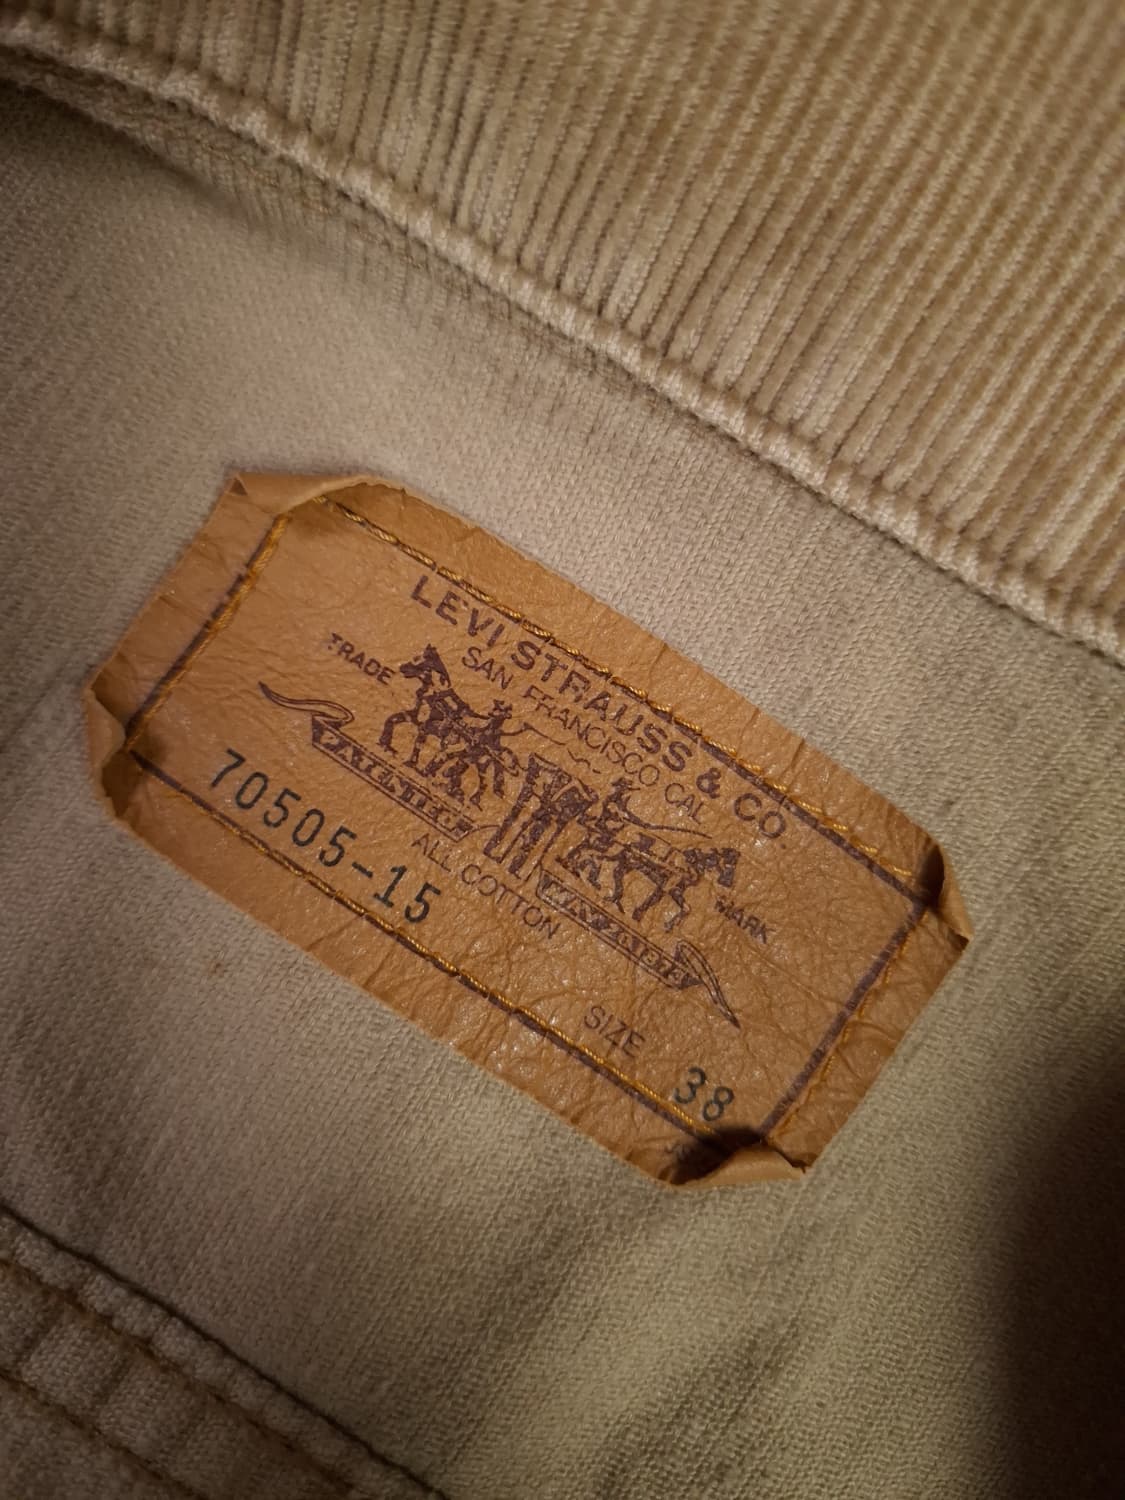 LEVI STRAUSS & CO.
SAN FRANCISCO CAL
TRADE MARK
ALL COTTON
70505-15
SIZE 38